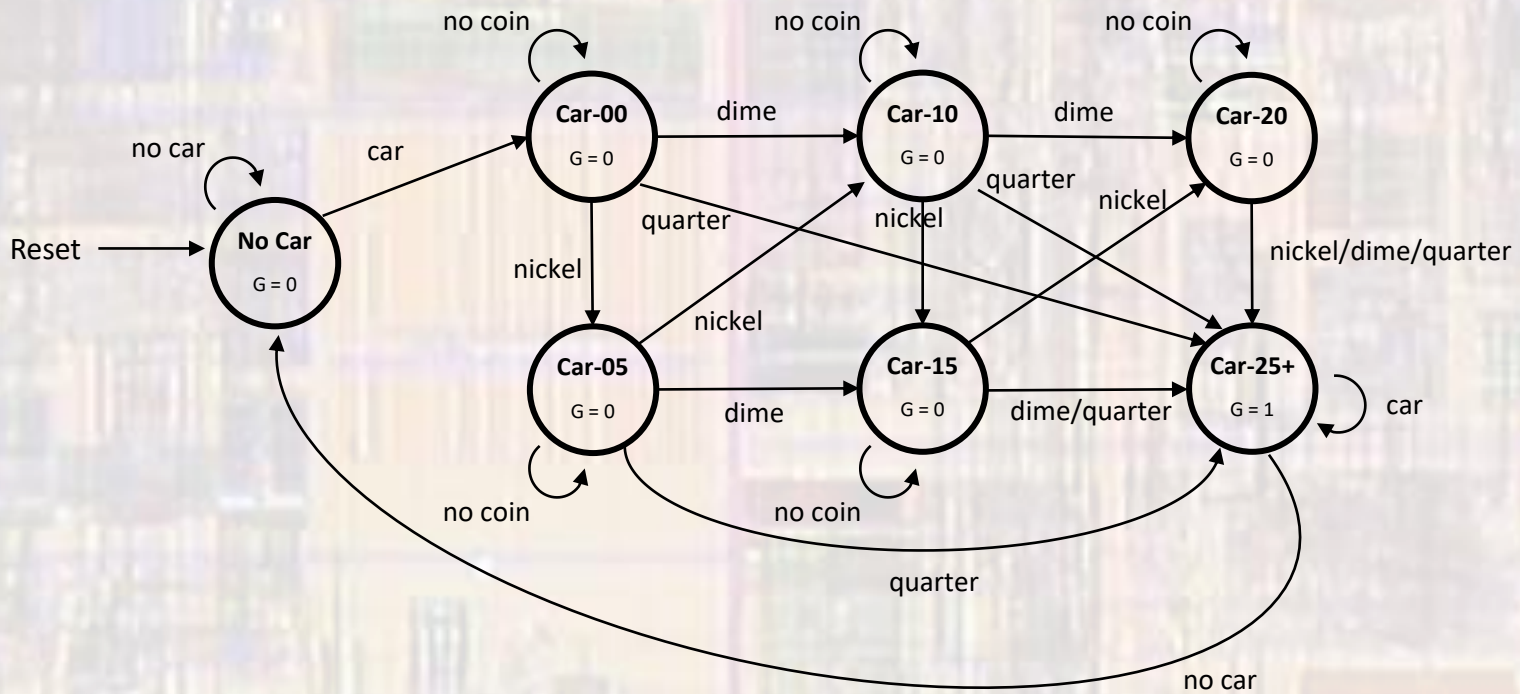 no coin
no coin
no coin
Car-00
G = 0
dime
Car-10
G = 0
dime
Car-20
G = 0
no car
car
Reset
No Car
G = 0
quarter
nickel
quarter
nickel
nickel
nickel/dime/quarter
nickel
Car-05
G = 0
dime
Car-15
G = 0
dime/quarter
Car-25+
G = 1
car
no coin
no coin
quarter
no car